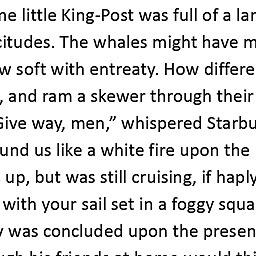 ne little King-Post was full of a lar
citudes. The whales might have m
w soft with entreaty. How differe
, and ram a skewer through their
Give way, men,” whispered Starbu
und us like a white fire upon the
up, but was still cruising, if haply
with your sail set in a foggy squa
y was concluded upon the presen